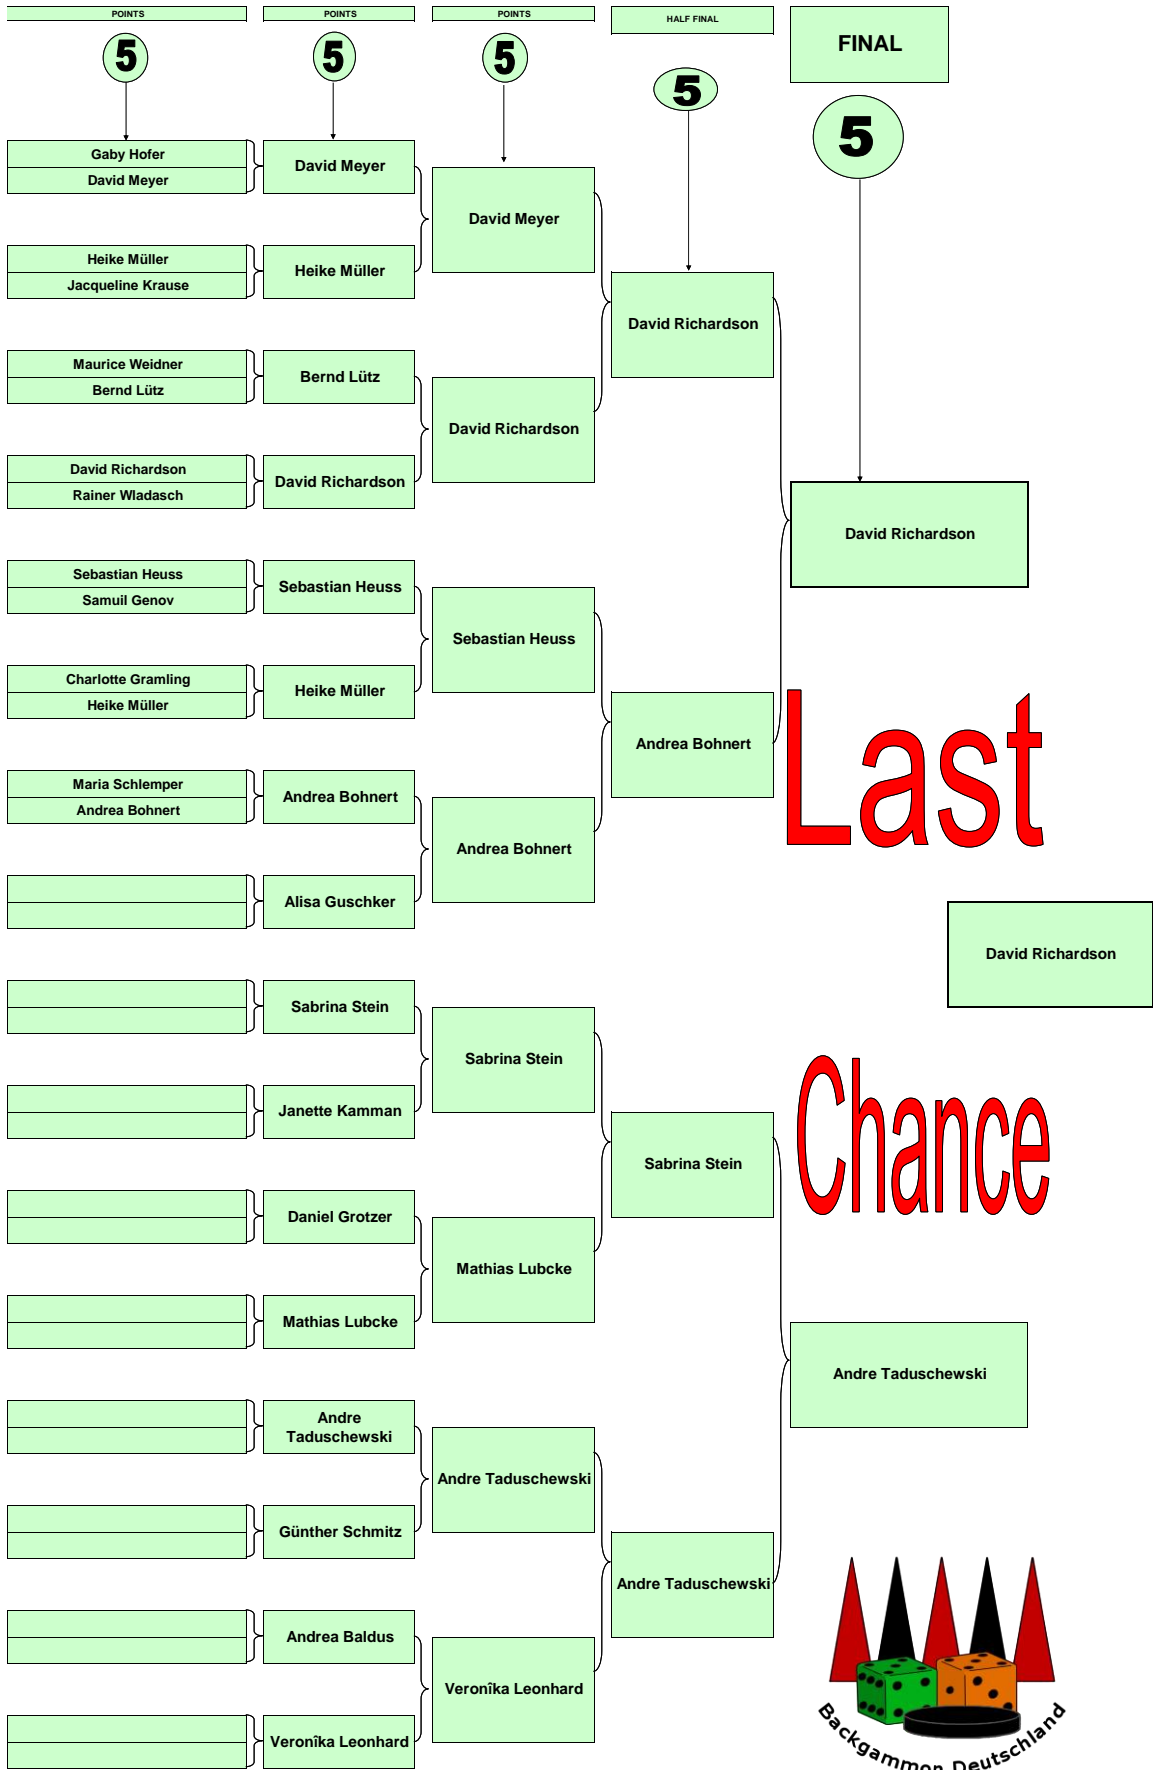 POINTS
POINTS
POINTS
HALF FINAL
FINAL
5
5
5
5
5
Gaby Hofer
David Meyer
Heike Müller
Jacqueline Krause
Maurice Weidner
Bernd Lütz
David Richardson
Rainer Wladasch
Sebastian Heuss
Samuil Genov
Charlotte Gramling
Heike Müller
Maria Schlemper
Andrea Bohnert
David Meyer
Heike Müller
Bernd Lütz
David Richardson
Sebastian Heuss
Heike Müller
Andrea Bohnert
Alisa Guschker
Sabrina Stein
Janette Kamman
Daniel Grotzer
Mathias Lubcke
Andre
Taduschewski
Günther Schmitz
Andrea Baldus
Veronîka Leonhard
David Meyer
David Richardson
Sebastian Heuss
Andrea Bohnert
Sabrina Stein
Mathias Lubcke
Andre Taduschewski
Veronîka Leonhard
David Richardson
Andrea Bohnert
Sabrina Stein
Andre Taduschewski
David Richardson
Last
David Richardson
Chance
Andre Taduschewski
Backgammon Deutschland